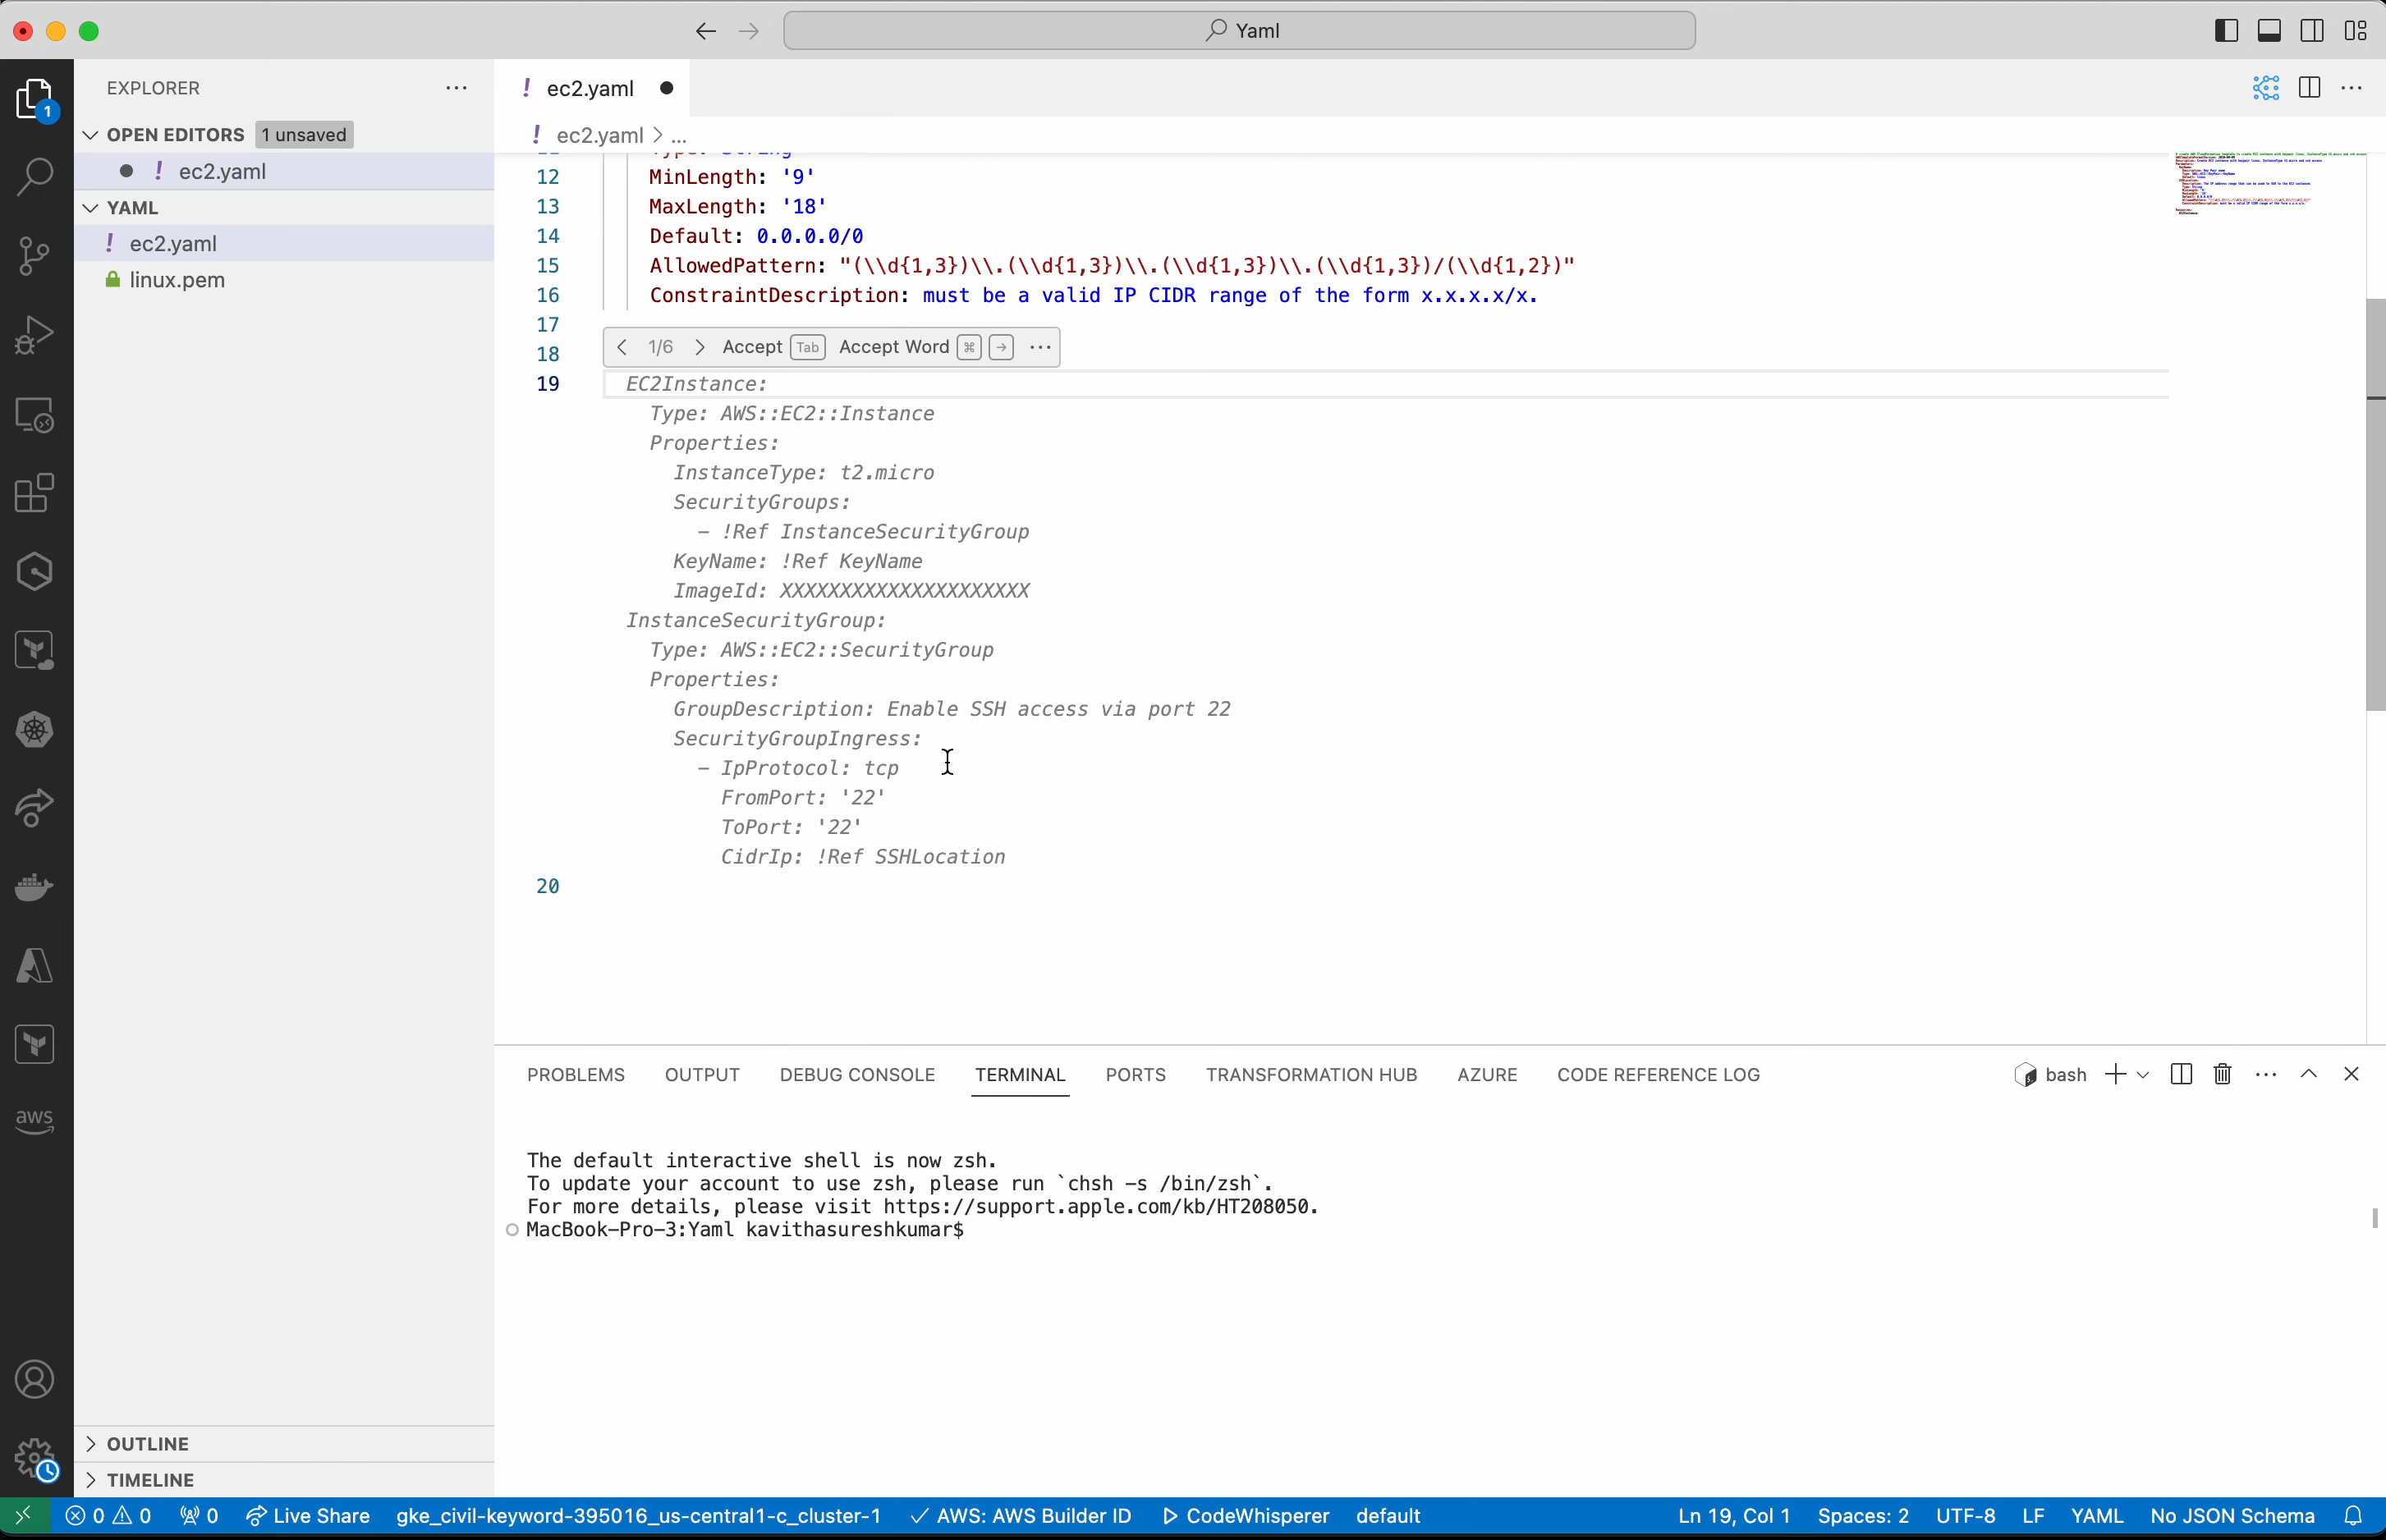 Yaml
EXPLORER
OPEN EDITORS 1 unsaved
ec2.yaml
YAML
ec2.yaml
linux.pem
OUTLINE
TIMELINE
1
aws
! ec2.yaml
! ec2.yaml > ...
12 MinLength: '9'
13 MaxLength: '18'
14 Default: 0.0.0.0/0
15 AllowedPattern: "(\\d{1,3})\\.(\\d{1,3})\\.(\\d{1,3})\\.(\\d{1,3})/(\\d{1,2})"
16 ConstraintDescription: must be a valid IP CIDR range of the form x.x.x.x/x.
17
< 1/6 > Accept Tab Accept Word ⌘ → ...
18
19 EC2Instance:
Type: AWS::EC2::Instance
Properties:
InstanceType: t2.micro
SecurityGroups:
- !Ref InstanceSecurityGroup
KeyName: !Ref KeyName
ImageId: XXXXXXXXXXXXXXXXXXXXX
InstanceSecurityGroup:
Type: AWS::EC2::SecurityGroup
Properties:
GroupDescription: Enable SSH access via port 22
SecurityGroupIngress:
- IpProtocol: tcp
FromPort: '22'
ToPort: '22'
CidrIp: !Ref SSHLocation
20
PROBLEMS OUTPUT DEBUG CONSOLE TERMINAL PORTS TRANSFORMATION HUB AZURE CODE REFERENCE LOG bash
The default interactive shell is now zsh.
To update your account to use zsh, please run `chsh -s /bin/zsh`.
For more details, please visit https://support.apple.com/kb/HT208050.
MacBook-Pro-3:Yaml kavithasureshkumar$
0 0 0 Live Share gke_civil-keyword-395016_us-central1-c_cluster-1 AWS: AWS Builder ID CodeWhisperer default Ln 19, Col 1 Spaces: 2 UTF-8 LF YAML No JSON Schema